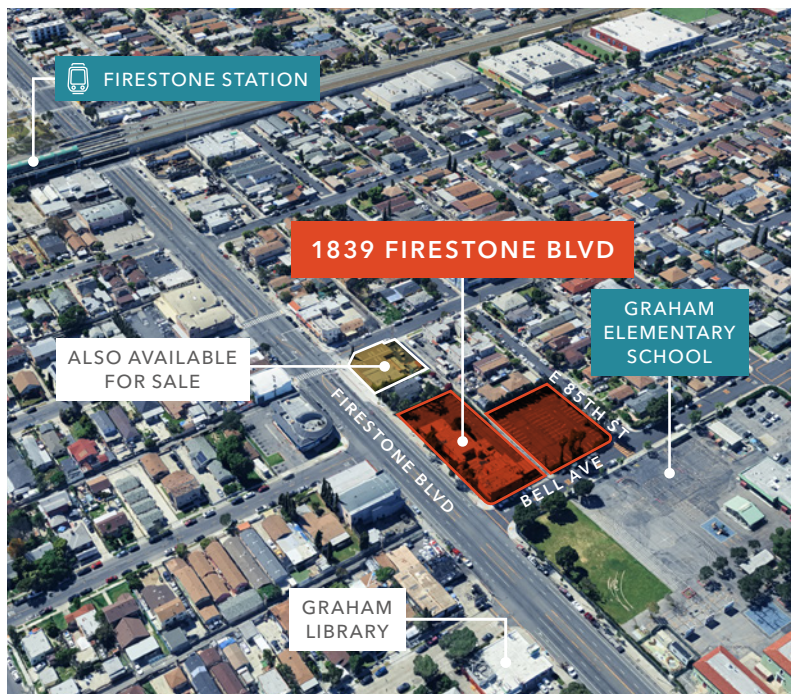 FIRESTONE STATION
1839 FIRESTONE BLVD
GRAHAM
ELEMENTARY
SCHOOL
ALSO AVAILABLE
FOR SALE
E 85TH ST
FIRESTONE BLVD
BELL AVE
GRAHAM
LIBRARY